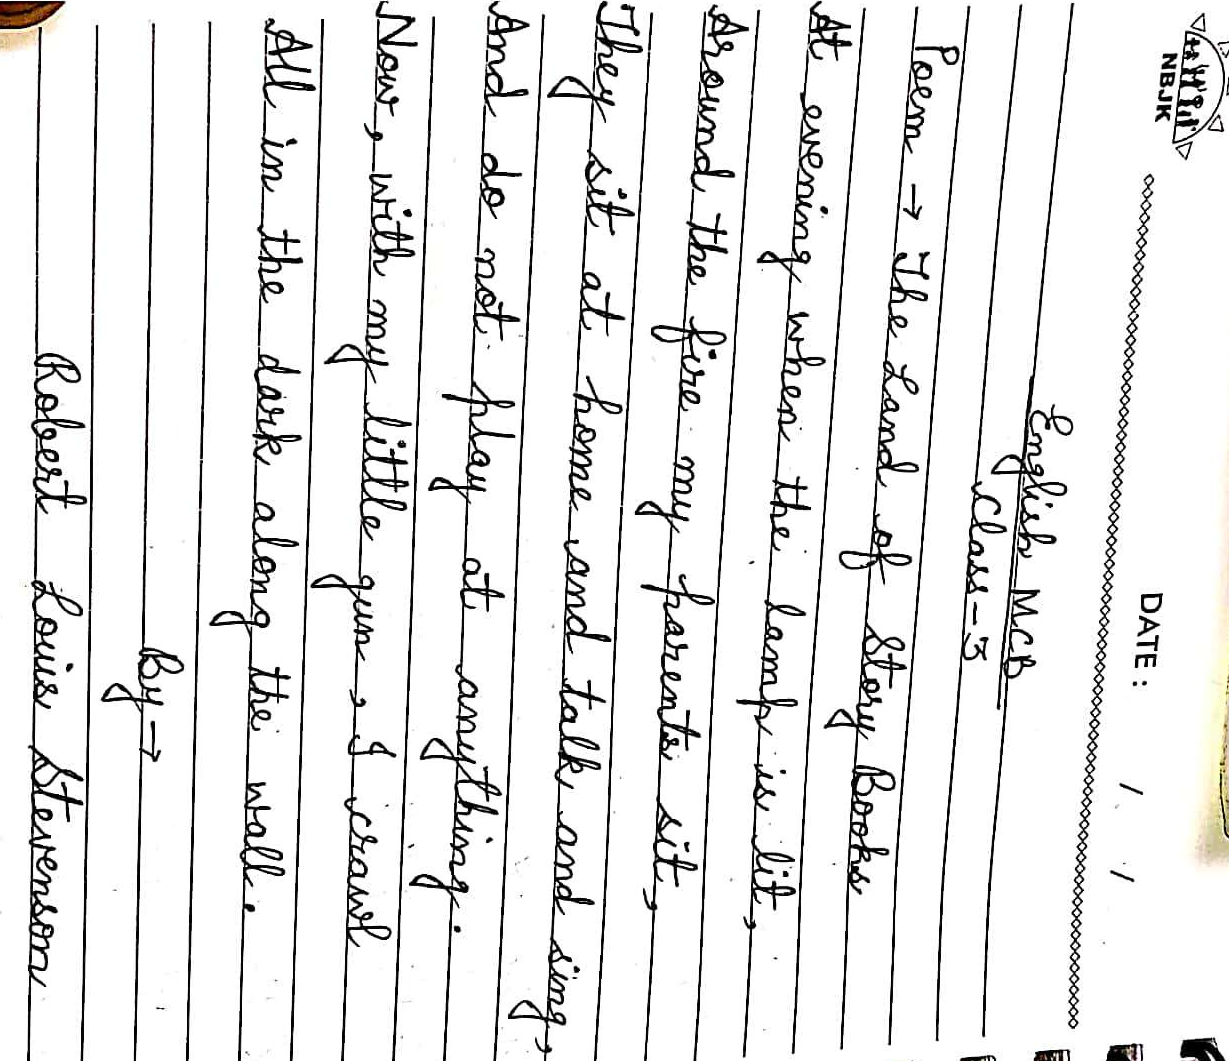 NBJK
DATE: / /
English MCB
Class-3
Poem → The Land of Story Books
At evening when the lamp is lit,
Around the fire my parents sit,
They sit at home and talk and sing,
And do not play at anything.
Now, with my little gun, I crawl
All in the dark along the wall.
By →
Robert Louis Stevenson